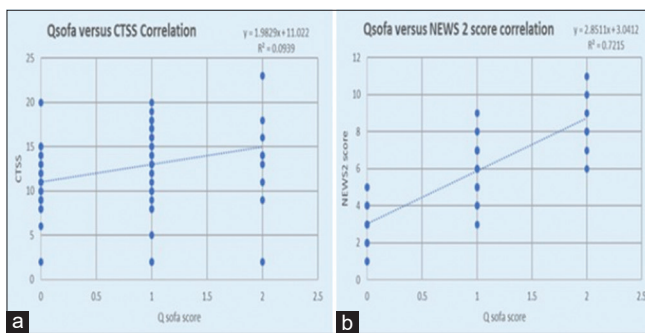 Qsofa versus CTSS Correlation
y = 1.9829x+11.022
R² = 0.0939
25
20
15
10
5
0
CTSS
0 0.5 1 1.5 2 2.5
Q sofa score
a
Qsofa versus NEWS 2 score correlation
y = 2.8511x+3.0412
R² = 0.7215
12
10
8
6
4
2
0
NEWS2 score
0 0.5 1 1.5 2 2.5
Q sofa score
b